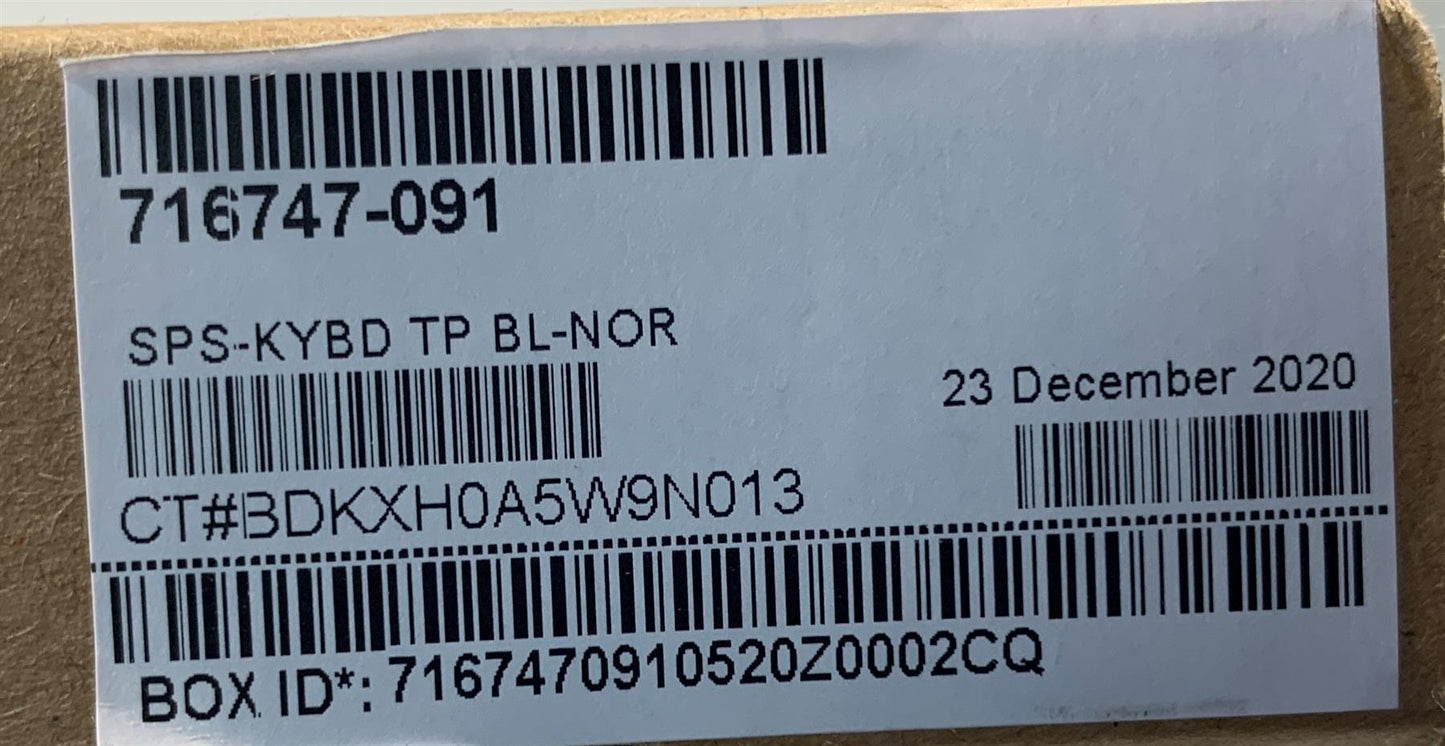 716747-091
SPS-KYBD TP BL-NOR
23 December 2020
CT#BDKXH0A5W9N013
BOX ID*: 7167470910520Z0002CQ